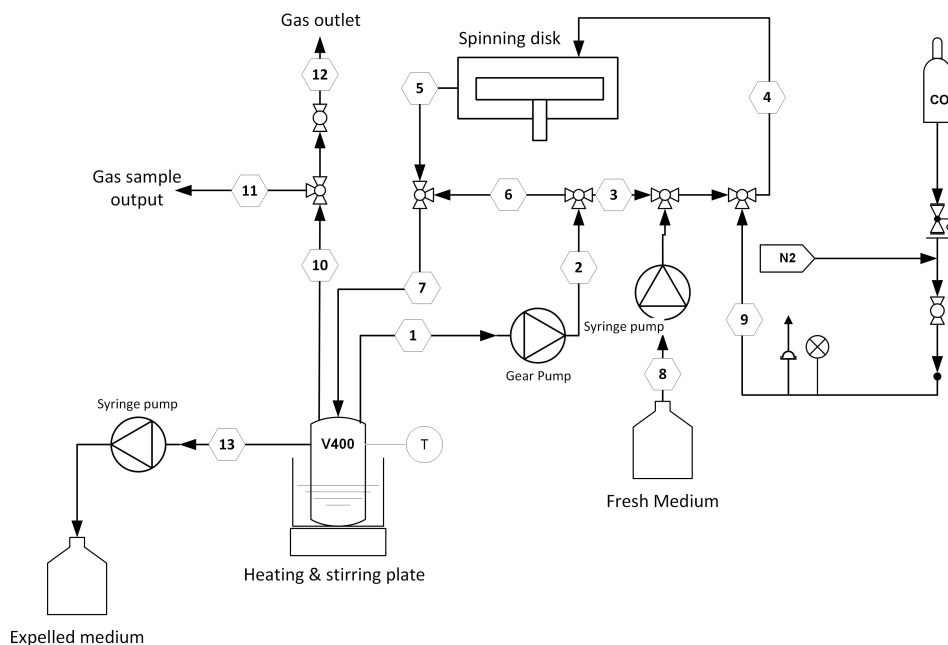 Gas outlet
12
Spinning disk
5
4
CO
Gas sample
output
11
6
3
10
7
2
N2
9
1
Syringe pump
Gear Pump
8
Syringe pump
13
V400
T
Fresh Medium
Heating & stirring plate
Expelled medium